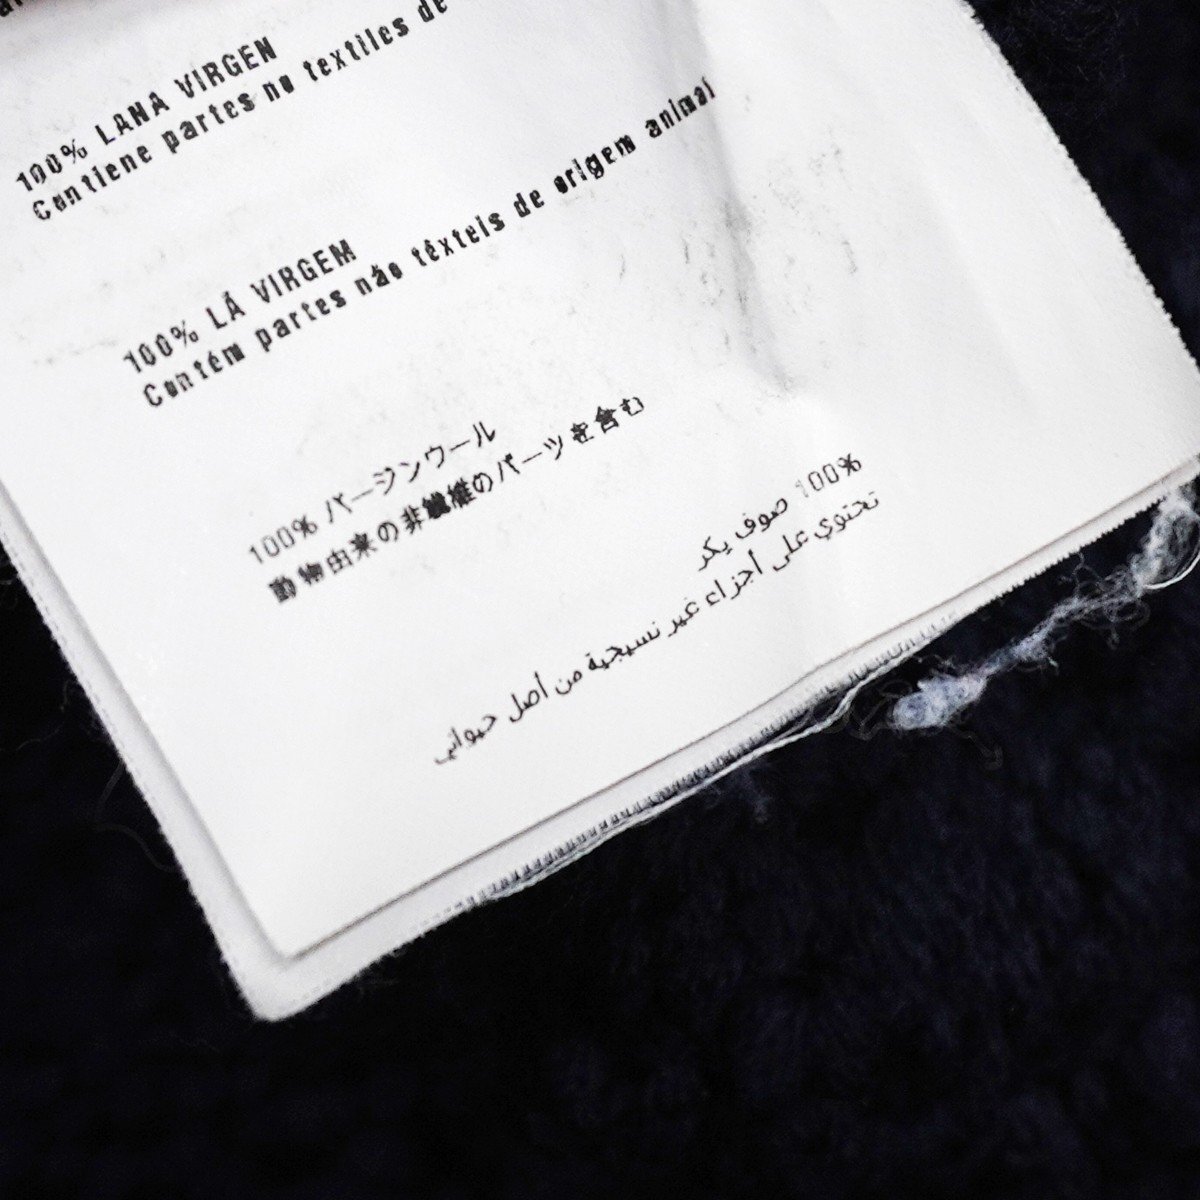 100% LANA VIRGEN
Contiene partes no textiles de
100% LÃ VIRGEM
Contém partes não têxteis de origem animal
100% バージンウール
動物由来の非繊維のパーツを含む
100% صوف بكر
تحتوي على أجزاء غير نسيجية من أصل حيواني